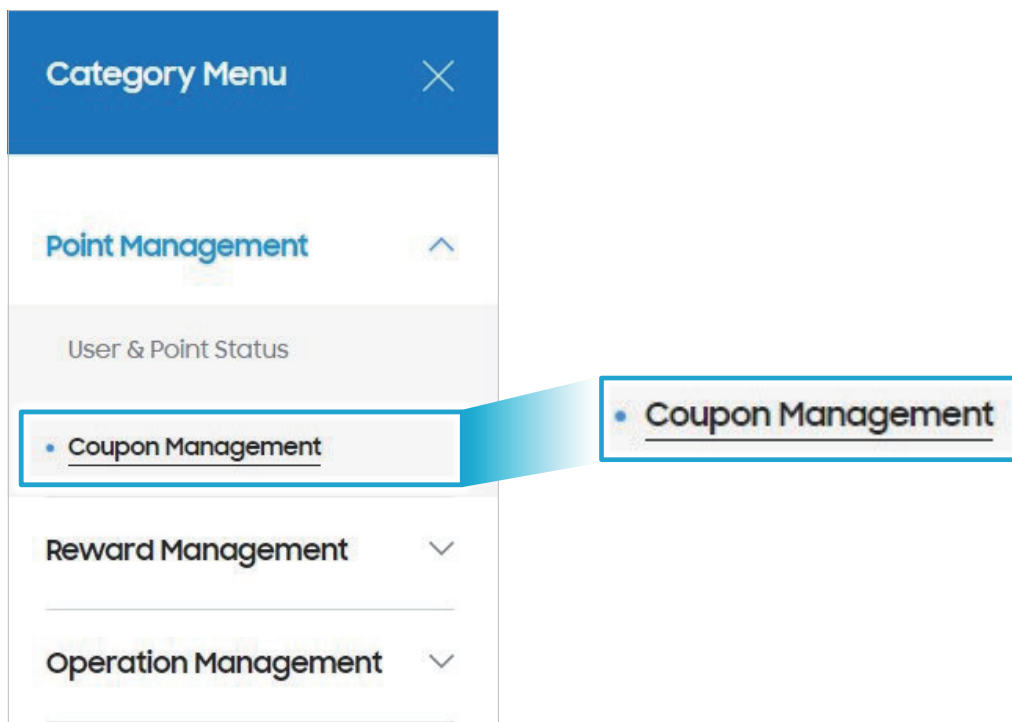 Category Menu
Point Management
User & Point Status
Coupon Management
Coupon Management
Reward Management
Operation Management